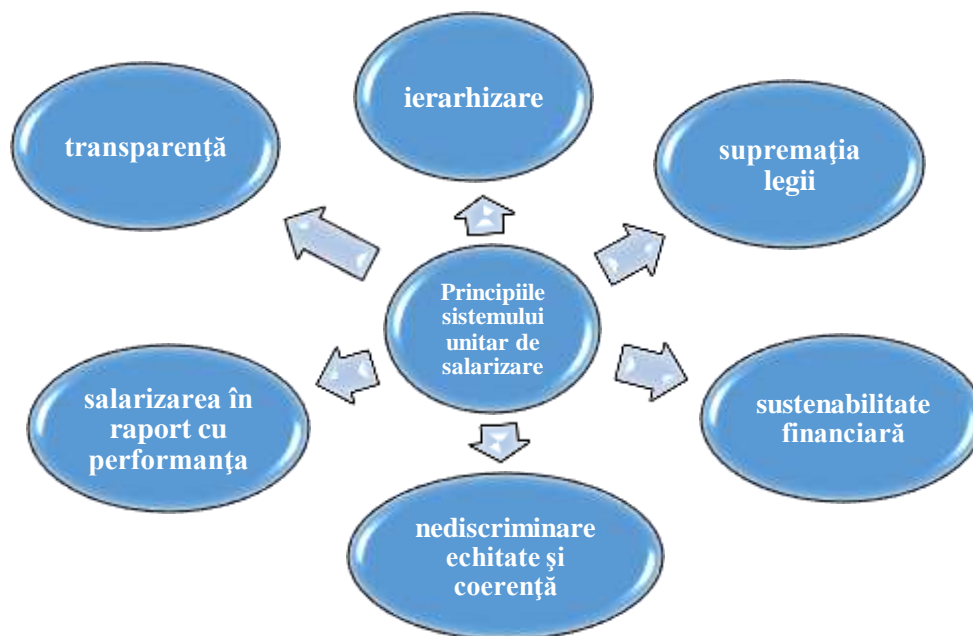 ierarhizare
transparenţă
supremaţia
legii
Principiile
sistemului
unitar de
salarizare
salarizarea în
raport cu
performanţa
sustenabilitate
financiară
nediscriminare
echitate şi
coerenţă